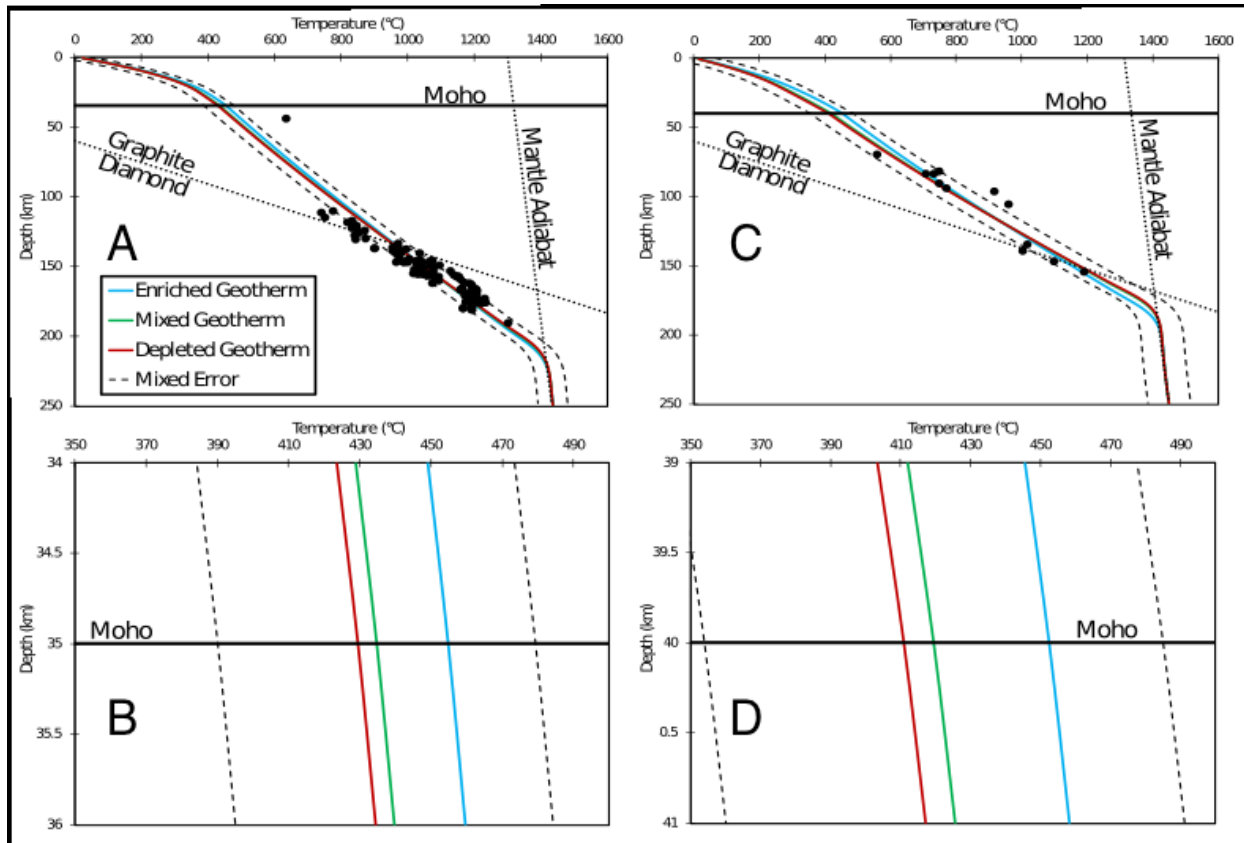 Temperature (°C)
0 200 400 600 800 1000 1200 1400 1600
0
50
100
150
200
250
Depth (km)
Moho
Graphite
Diamond
Mantle Adiabat
A
Enriched Geotherm
Mixed Geotherm
Depleted Geotherm
Mixed Error
Temperature (°C)
0 200 400 600 800 1000 1200 1400 1600
0
50
100
150
200
250
Depth (km)
Moho
Graphite
Diamond
Mantle Adiabat
C
Temperature (°C)
350 370 390 410 430 450 470 490
34
34.5
35
35.5
36
Depth (km)
Moho
B
Temperature (°C)
350 370 390 410 430 450 470 490
39
39.5
40
0.5
41
Depth (km)
Moho
D